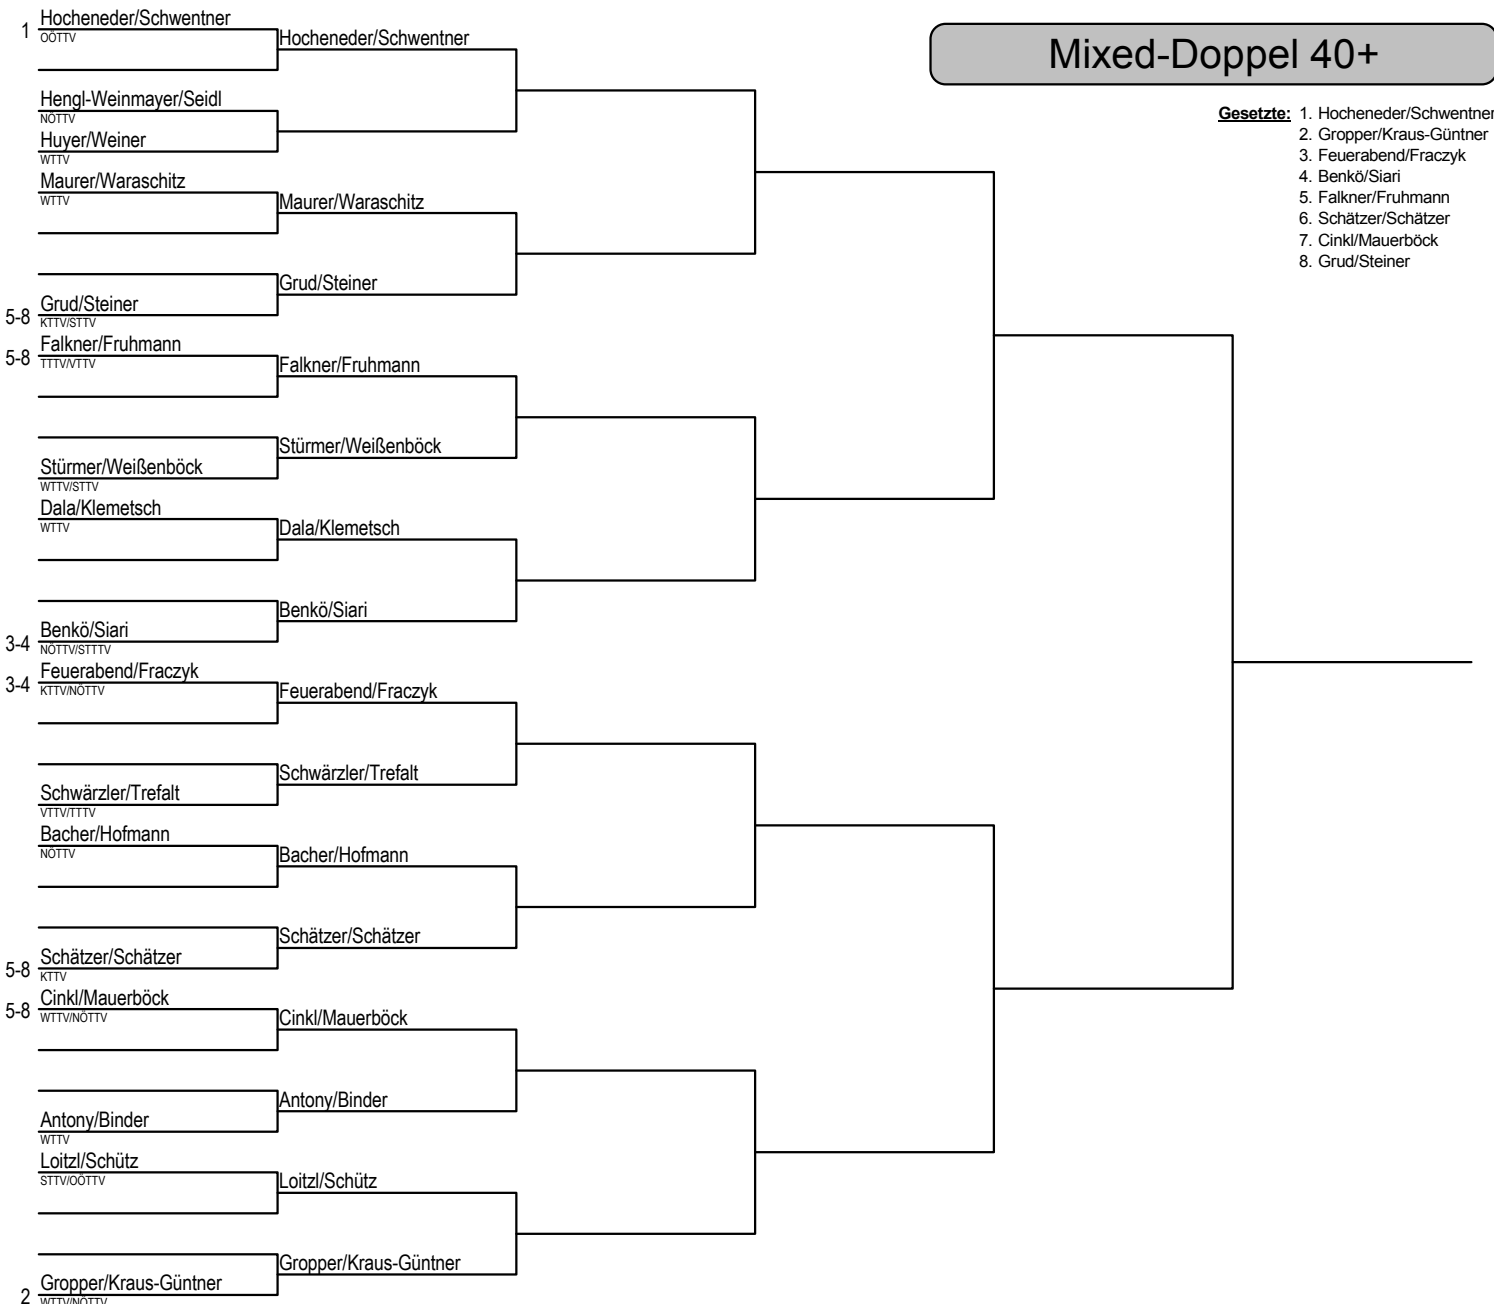 Mixed-Doppel 40+
Gesetzte: 1. Hocheneder/Schwentner
2. Gropper/Kraus-Güntner
3. Feuerabend/Fraczyk
4. Benkö/Siari
5. Falkner/Fruhmann
6. Schätzer/Schätzer
7. Cinkl/Mauerböck
8. Grud/Steiner
1 Hocheneder/Schwentner
OÖTTV
Hocheneder/Schwentner
Hengl-Weinmayer/Seidl
NÖTTV
Huyer/Weiner
WTTV
Maurer/Waraschitz
WTTV
Maurer/Waraschitz
Grud/Steiner
5-8 Grud/Steiner
KTTV/STTV
5-8 Falkner/Fruhmann
TTTV/VTTV
Falkner/Fruhmann
Stürmer/Weißenböck
Stürmer/Weißenböck
WTTV/STTV
Dala/Klemetsch
WTTV
Dala/Klemetsch
Benkö/Siari
3-4 Benkö/Siari
NÖTTV/STTTV
3-4 Feuerabend/Fraczyk
KTTV/NÖTTV
Feuerabend/Fraczyk
Schwärzler/Trefalt
Schwärzler/Trefalt
VTTV/TTTV
Bacher/Hofmann
NÖTTV
Bacher/Hofmann
Schätzer/Schätzer
5-8 Schätzer/Schätzer
KTTV
5-8 Cinkl/Mauerböck
WTTV/NÖTTV
Cinkl/Mauerböck
Antony/Binder
Antony/Binder
WTTV
Loitzl/Schütz
STTV/OÖTTV
Loitzl/Schütz
Gropper/Kraus-Güntner
2 Gropper/Kraus-Güntner
WTTV/NÖTTV